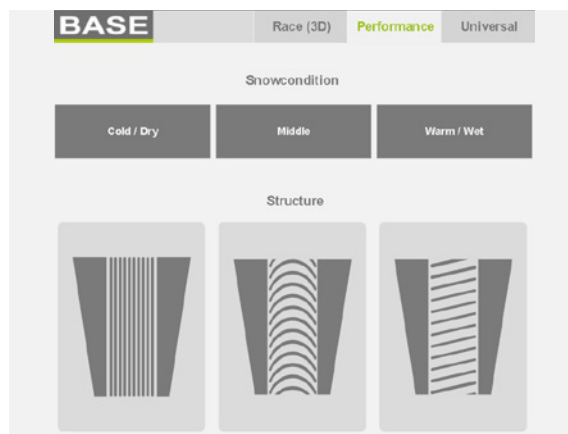 BASE Race (3D) Performance Universal
Snowcondition
Cold / Dry Middle Warm / Wet
Structure